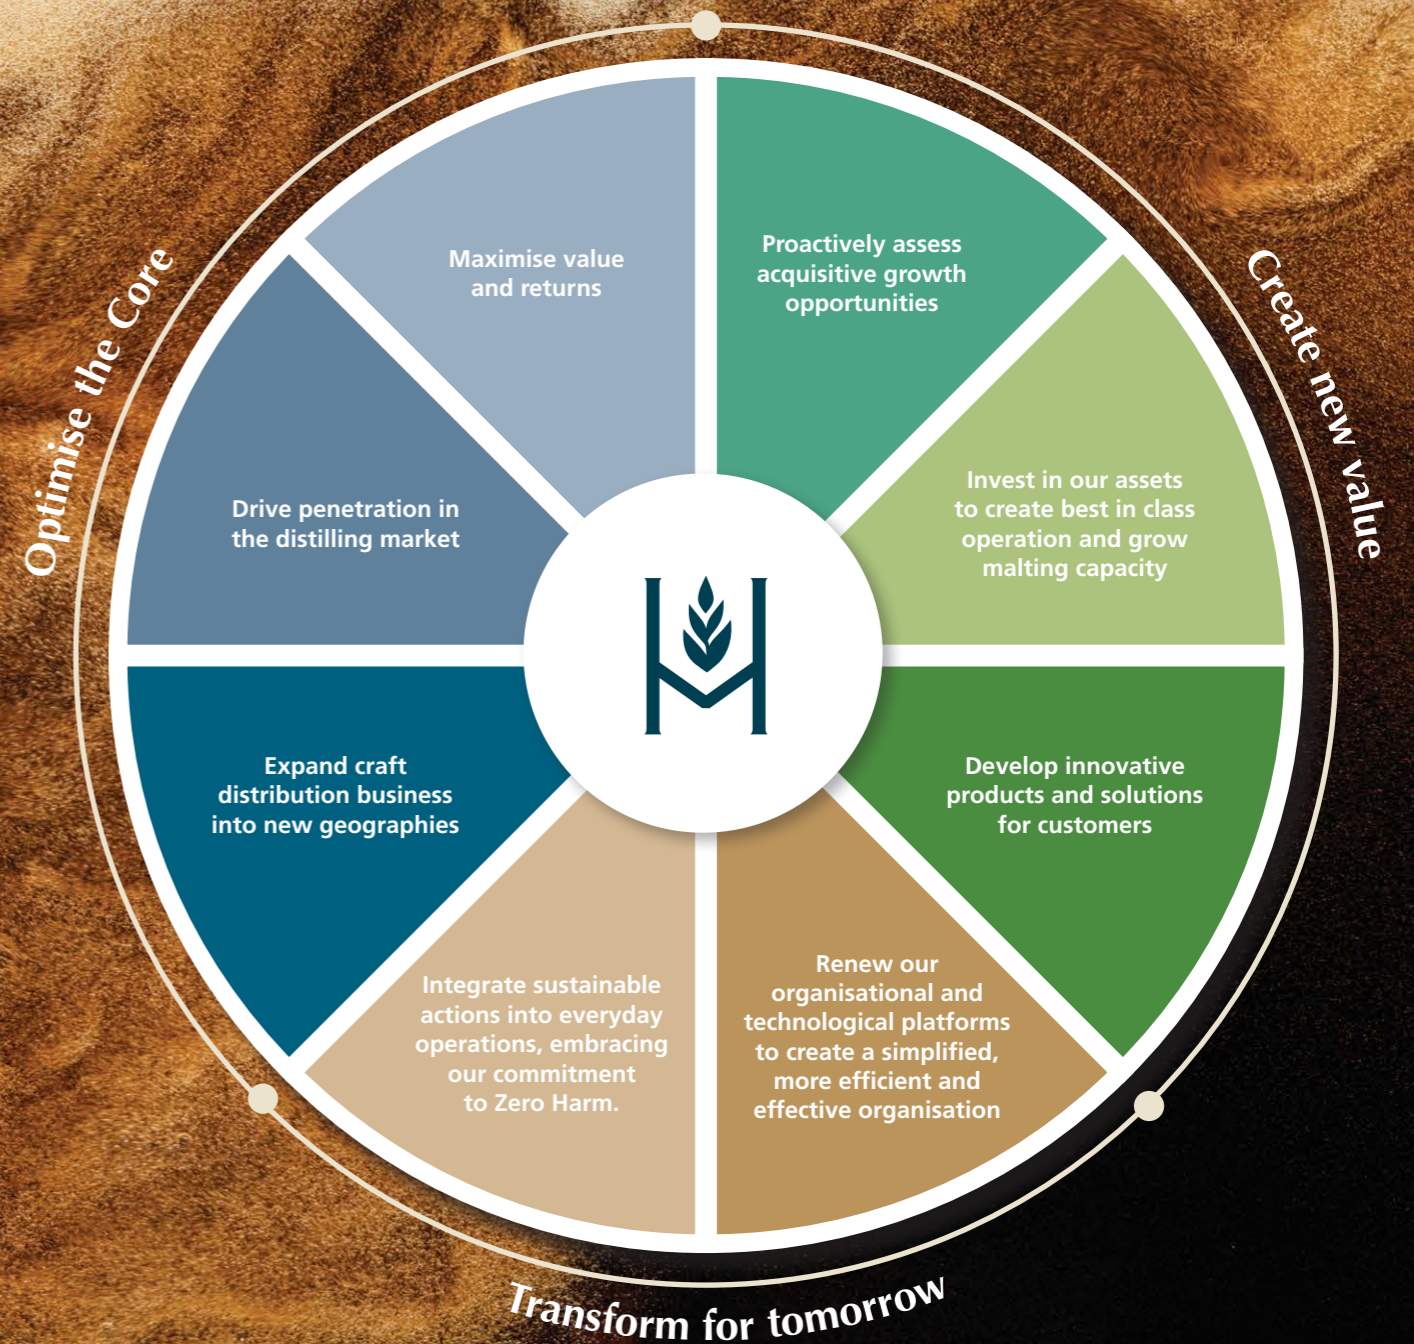 Optimise the Core
Maximise value
and returns
Drive penetration in
the distilling market
Expand craft
distribution business
into new geographies
Create new value
Proactively assess
acquisitive growth
opportunities
Invest in our assets
to create best in class
operation and grow
malting capacity
Develop innovative
products and solutions
for customers
Integrate sustainable
actions into everyday
operations, embracing
our commitment
to Zero Harm.
Renew our
organisational and
technological platforms
to create a simplified,
more efficient and
effective organisation
Transform for tomorrow